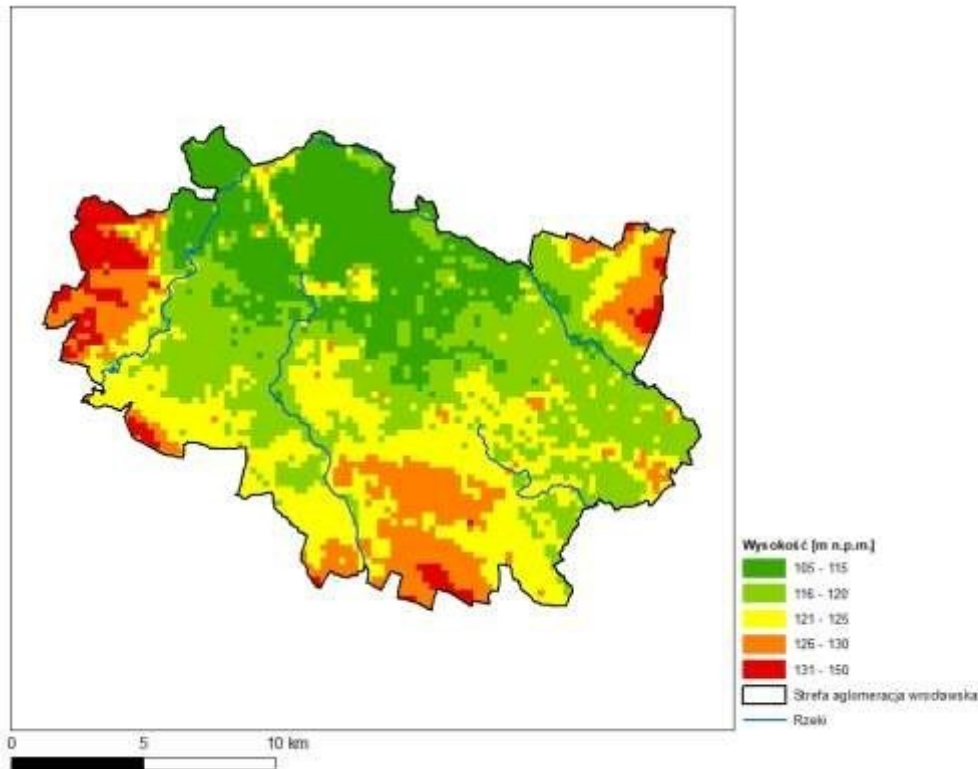 Wysokość [m n.p.m.]
105 - 115
116 - 120
121 - 125
126 - 130
131 - 150
Strefa aglomeracja wrocławska
Rzeki
0 5 10 km